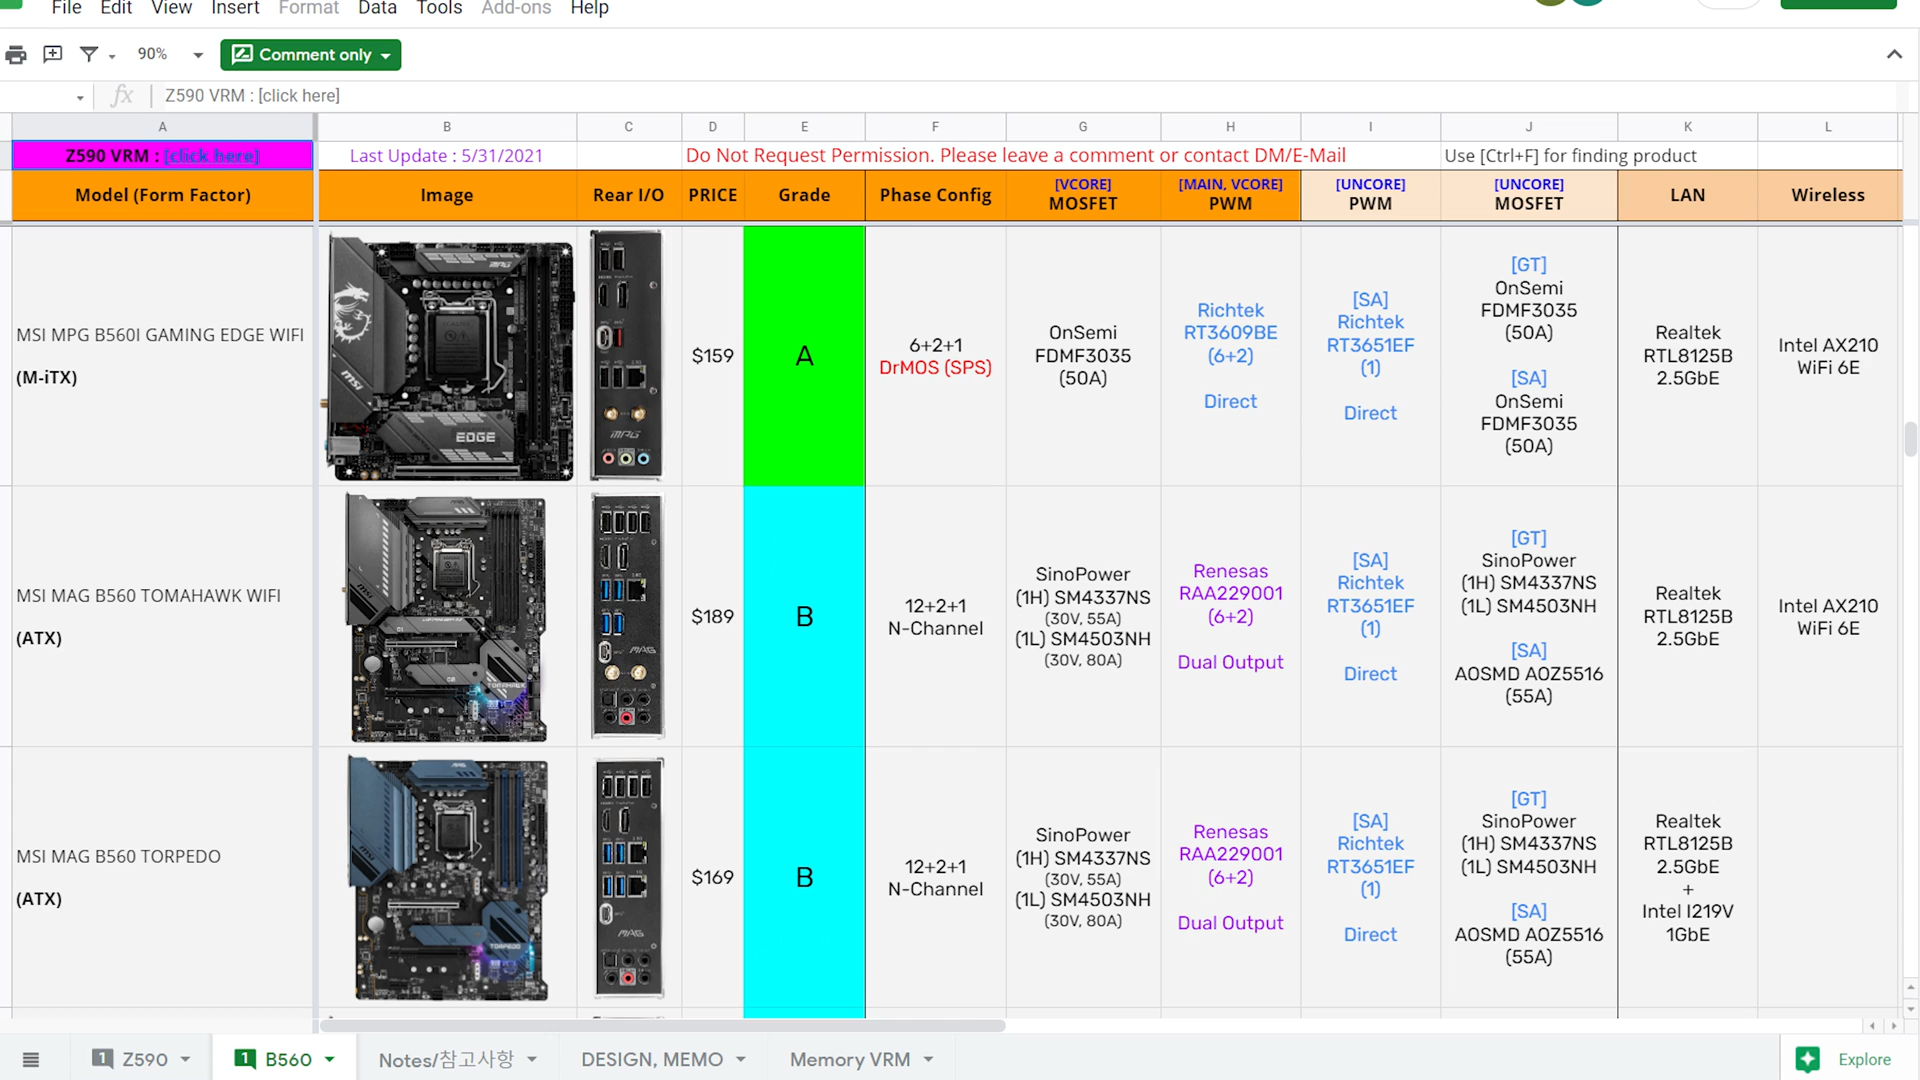 File Edit View Insert Format Data Tools Add-ons Help
90% Comment only
fx Z590 VRM : [click here]
A B C D E F G H I J K L
Z590 VRM : [click here] Last Update : 5/31/2021 Do Not Request Permission. Please leave a comment or contact DM/E-Mail Use [Ctrl+F] for finding product
Model (Form Factor) Image Rear I/O PRICE Grade Phase Config [VCORE] MOSFET [MAIN, VCORE] PWM [UNCORE] PWM [UNCORE] MOSFET LAN Wireless
MSI MPG B560I GAMING EDGE WIFI
(M-iTX)
msi
EDGE
MPG
$159
A
6+2+1
DrMOS (SPS)
OnSemi
FDMF3035
(50A)
Richtek
RT3609BE
(6+2)
Direct
[SA]
Richtek
RT3651EF
(1)
Direct
[GT]
OnSemi
FDMF3035
(50A)
[SA]
OnSemi
FDMF3035
(50A)
Realtek
RTL8125B
2.5GbE
Intel AX210
WiFi 6E
MSI MAG B560 TOMAHAWK WIFI
(ATX)
TOMAHAWK
MAG
$189
B
12+2+1
N-Channel
SinoPower
(1H) SM4337NS
(30V, 55A)
(1L) SM4503NH
(30V, 80A)
Renesas
RAA229001
(6+2)
Dual Output
[SA]
Richtek
RT3651EF
(1)
Direct
[GT]
SinoPower
(1H) SM4337NS
(1L) SM4503NH
[SA]
AOSMD AOZ5516
(55A)
Realtek
RTL8125B
2.5GbE
Intel AX210
WiFi 6E
MSI MAG B560 TORPEDO
(ATX)
msi
TORPEDO
MAG
$169
B
12+2+1
N-Channel
SinoPower
(1H) SM4337NS
(30V, 55A)
(1L) SM4503NH
(30V, 80A)
Renesas
RAA229001
(6+2)
Dual Output
[SA]
Richtek
RT3651EF
(1)
Direct
[GT]
SinoPower
(1H) SM4337NS
(1L) SM4503NH
[SA]
AOSMD AOZ5516
(55A)
Realtek
RTL8125B
2.5GbE
+
Intel I219V
1GbE
1 Z590 1 B560 Notes/참고사항 DESIGN, MEMO Memory VRM Explore